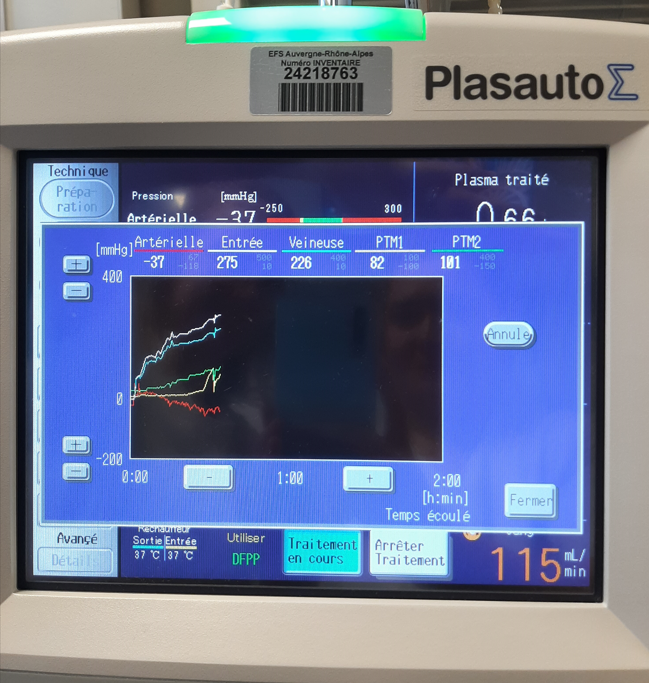 EFS Auvergne-Rhône-Alpes
Numéro INVENTAIRE
24218763
Plasauto Σ
Technique
Prépa-
ration
Pression [mmHg]
Artérielle -37 -250 300
Plasma traité
0.66
[mmHg] Artérielle Entrée Veineuse PTM1 PTM2
-37 67 -118 275 500 10 226 400 10 82 100 -100 101 400 -150
+
-
400
0
+
-
-200
Annule
0:00 - 1:00 + 2:00
[h:min]
Temps écoulé
Fermer
Avancé
Détail
Réchauffeur
Sortie Entrée
37 °C 37 °C
Utiliser
DFPP
Traitement
en cours
Arrêter
Traitement
115 mL/
min